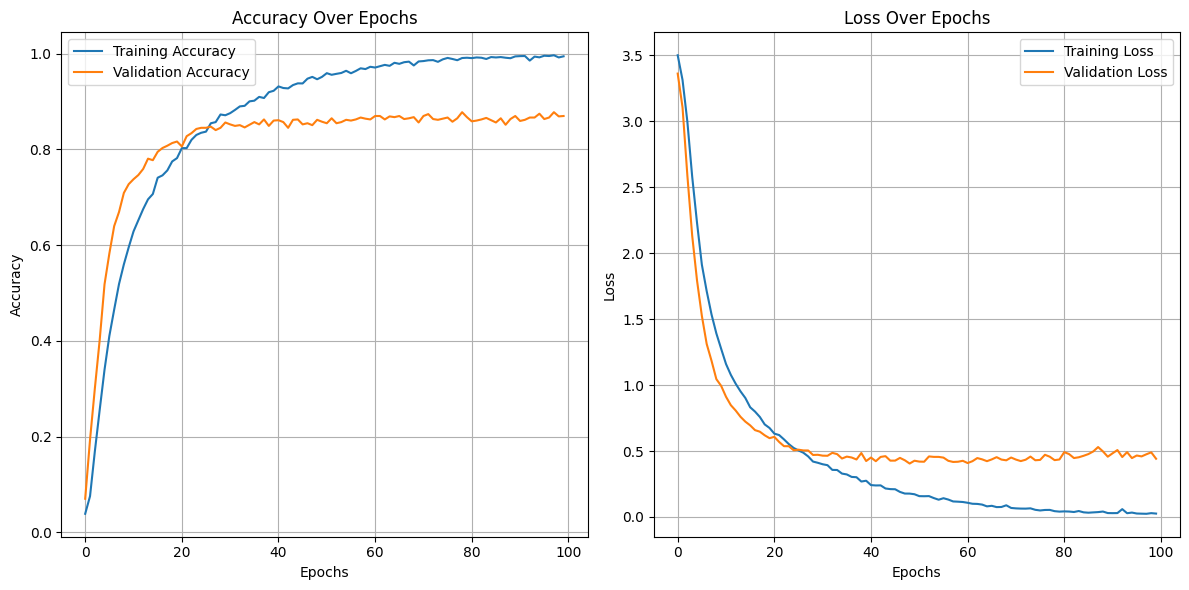 Accuracy Over Epochs
Training Accuracy
Validation Accuracy
1.0
0.8
0.6
0.4
0.2
0.0
Accuracy
0
20
40
60
80
100
Epochs
Loss Over Epochs
Training Loss
Validation Loss
3.5
3.0
2.5
2.0
1.5
1.0
0.5
0.0
Loss
0
20
40
60
80
100
Epochs